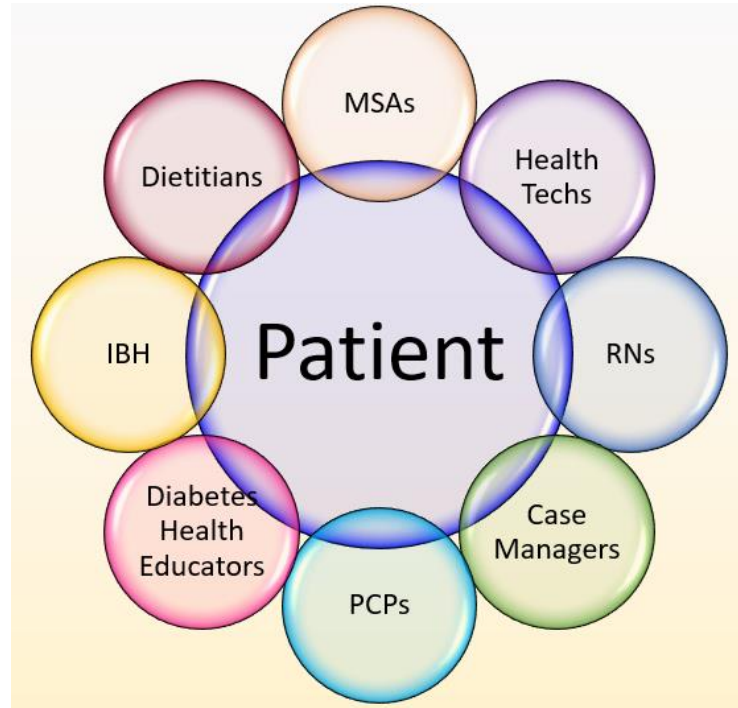 MSAs
Health
Techs
Dietitians
Patient
IBH
RNs
Diabetes
Health
Educators
Case
Managers
PCPs